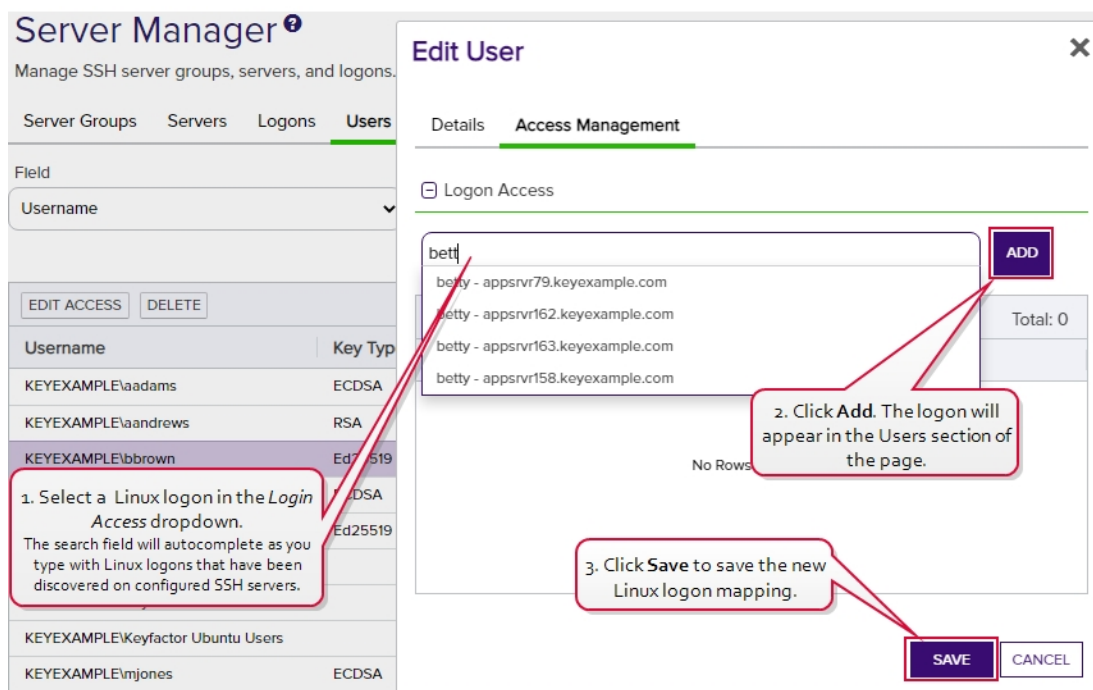 Server Manager ?
Manage SSH server groups, servers, and logons.
Server Groups Servers Logons Users
Field
Username
EDIT ACCESS DELETE
Username Key Typ
KEYEXAMPLE\aadams ECDSA
KEYEXAMPLE\aandrews RSA
KEYEXAMPLE\bbrown Ed25519
CDSA
Ed25519
1. Select a Linux logon in the Login
Access dropdown.
The search field will autocomplete as you
type with Linux logons that have been
discovered on configured SSH servers.
KEYEXAMPLE\Keyfactor Ubuntu Users
KEYEXAMPLE\mjones ECDSA
Edit User
Details Access Management
Logon Access
bett
ADD
betty - appsrvr79.keyexample.com
betty - appsrvr162.keyexample.com
betty - appsrvr163.keyexample.com
betty - appsrvr158.keyexample.com
Total: 0
2. Click Add. The logon will
appear in the Users section of
the page.
No Rows
3. Click Save to save the new
Linux logon mapping.
SAVE CANCEL